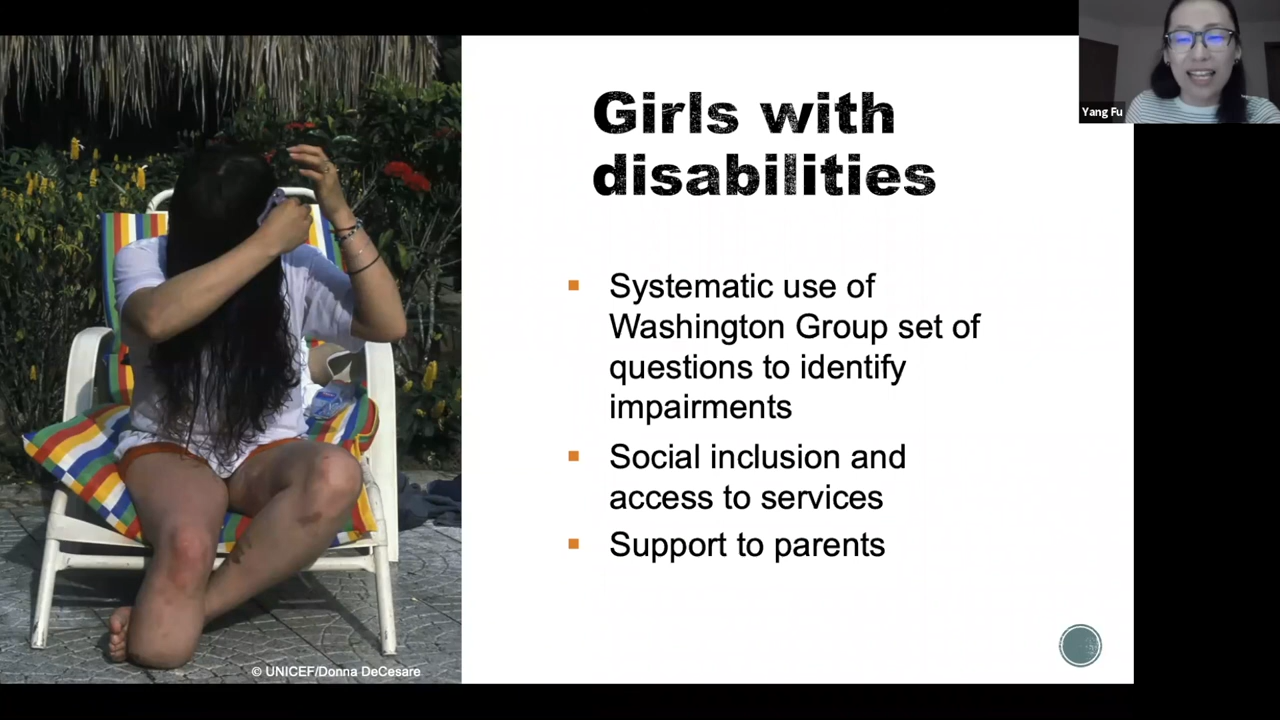 Girls with
disabilities
Systematic use of
Washington Group set of
questions to identify
impairments
Social inclusion and
access to services
Support to parents
© UNICEF/Donna DeCesare
Yang Fu